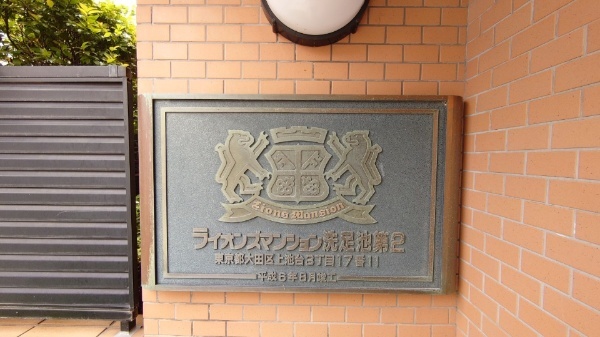 Lions Mansion
ライオンズマンション洗足池第2
東京都大田区上池台3丁目17番11
平成6年6月竣工